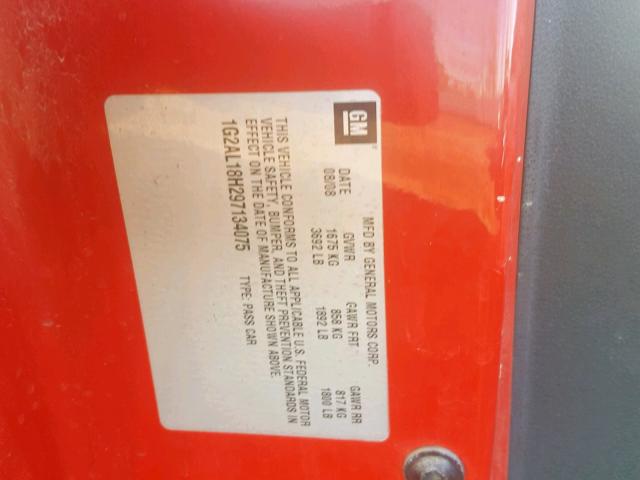 GM
MFD BY GENERAL MOTORS CORP.
DATE GVWR GAWR FRT GAWR RR
08/08 1675 KG 858 KG 817 KG
3692 LB 1892 LB 1800 LB
THIS VEHICLE CONFORMS TO ALL APPLICABLE U.S. FEDERAL MOTOR
VEHICLE SAFETY, BUMPER, AND THEFT PREVENTION STANDARDS IN
EFFECT ON THE DATE OF MANUFACTURE SHOWN ABOVE.
1G2AL18H297134075 TYPE: PASS CAR